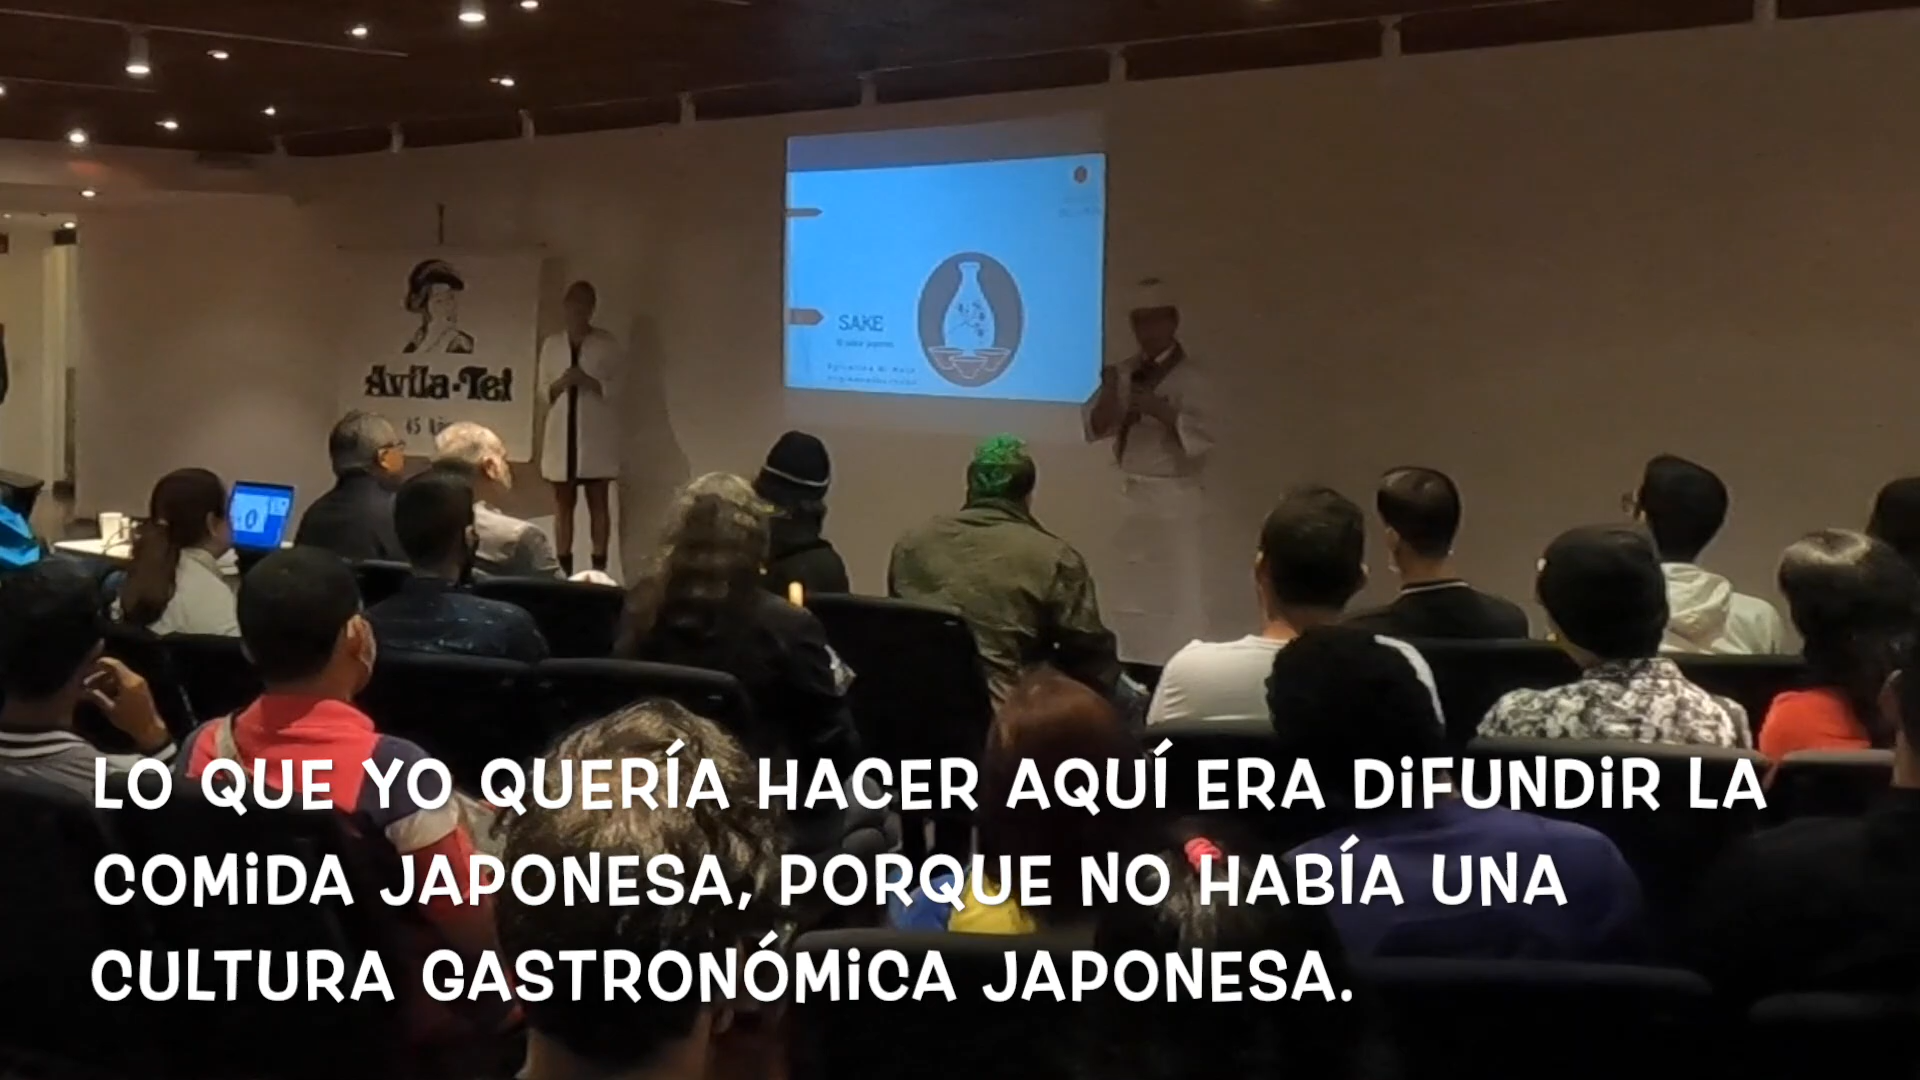 SAKE
Avila-Tei
LO QUE YO QUERÍA HACER AQUÍ ERA DIFUNDIR LA
COMIDA JAPONESA, PORQUE NO HABÍA UNA
CULTURA GASTRONÓMICA JAPONESA.